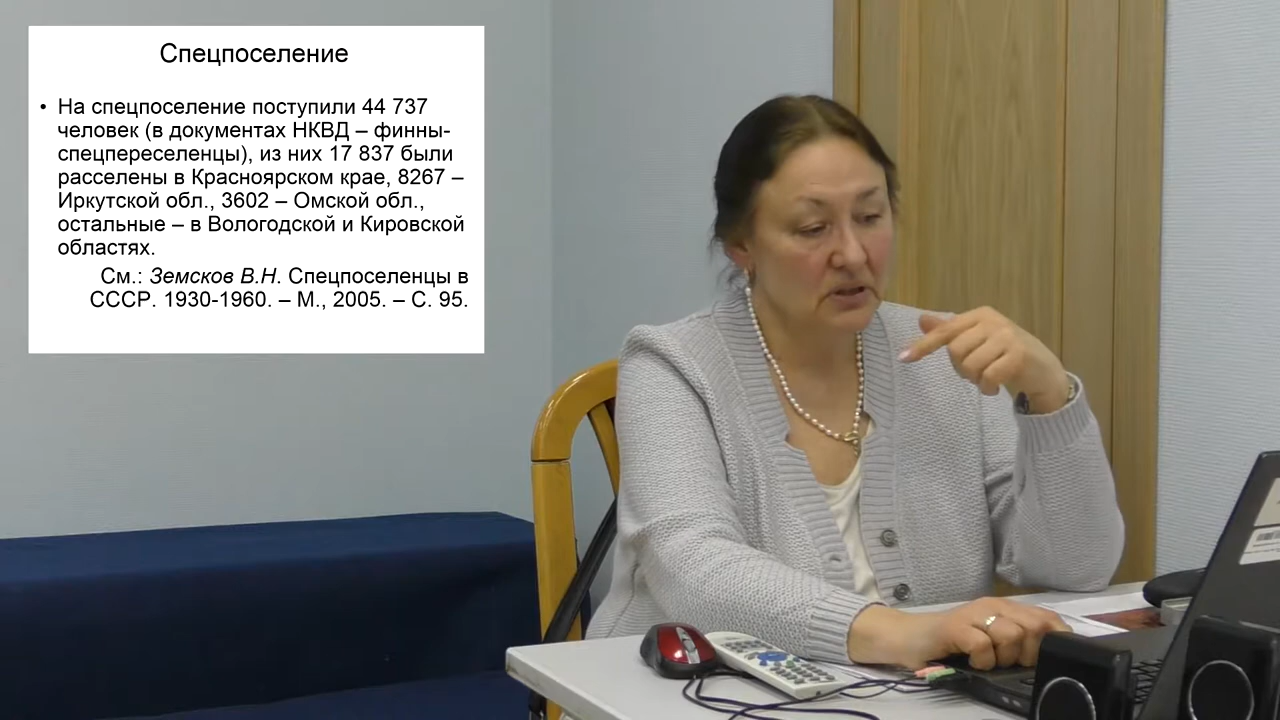 Спецпоселение
• На спецпоселение поступили 44 737
человек (в документах НКВД – финны-
спецпереселенцы), из них 17 837 были
расселены в Красноярском крае, 8267 –
Иркутской обл., 3602 – Омской обл.,
остальные – в Вологодской и Кировской
областях.
См.: Земсков В.Н. Спецпоселенцы в
СССР. 1930-1960. – М., 2005. – С. 95.